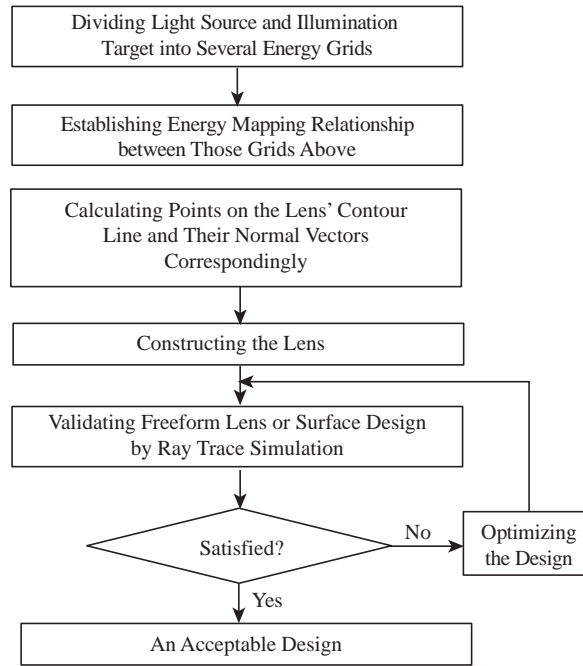 Dividing Light Source and Illumination
Target into Several Energy Grids
Establishing Energy Mapping Relationship
between Those Grids Above
Calculating Points on the Lens’ Contour
Line and Their Normal Vectors
Correspondingly
Constructing the Lens
Validating Freeform Lens or Surface Design
by Ray Trace Simulation
Satisfied?
No
Optimizing
the Design
Yes
An Acceptable Design